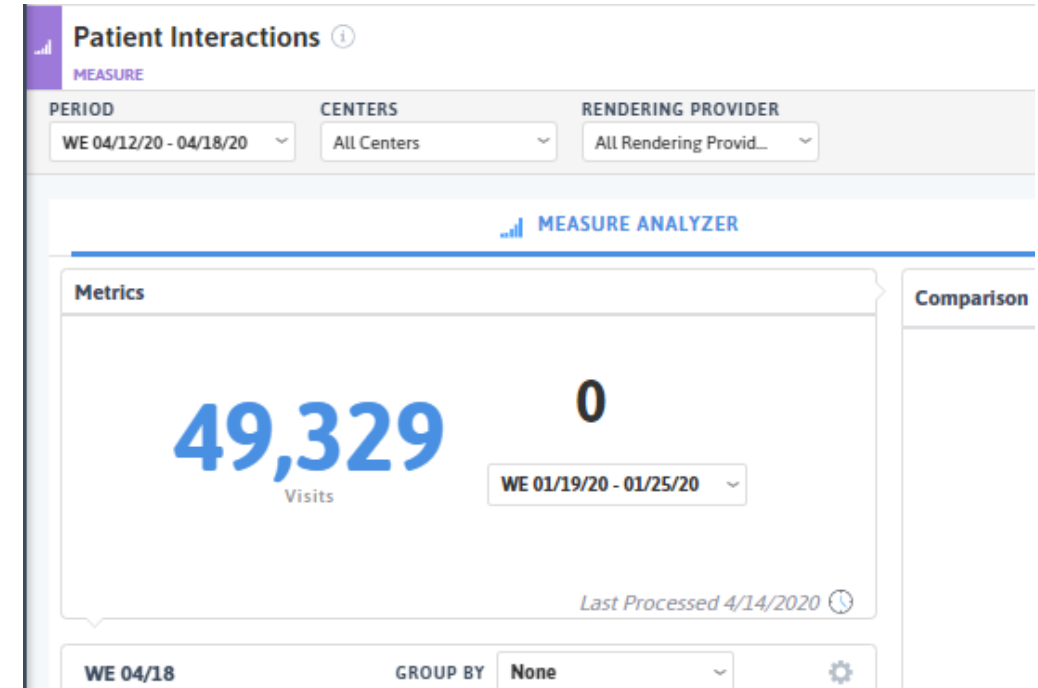 Patient Interactions
MEASURE
PERIOD CENTERS RENDERING PROVIDER
WE 04/12/20 - 04/18/20 All Centers All Rendering Provid...
MEASURE ANALYZER
Metrics
Comparison
0
49,329
Visits
WE 01/19/20 - 01/25/20
Last Processed 4/14/2020
WE 04/18 GROUP BY None